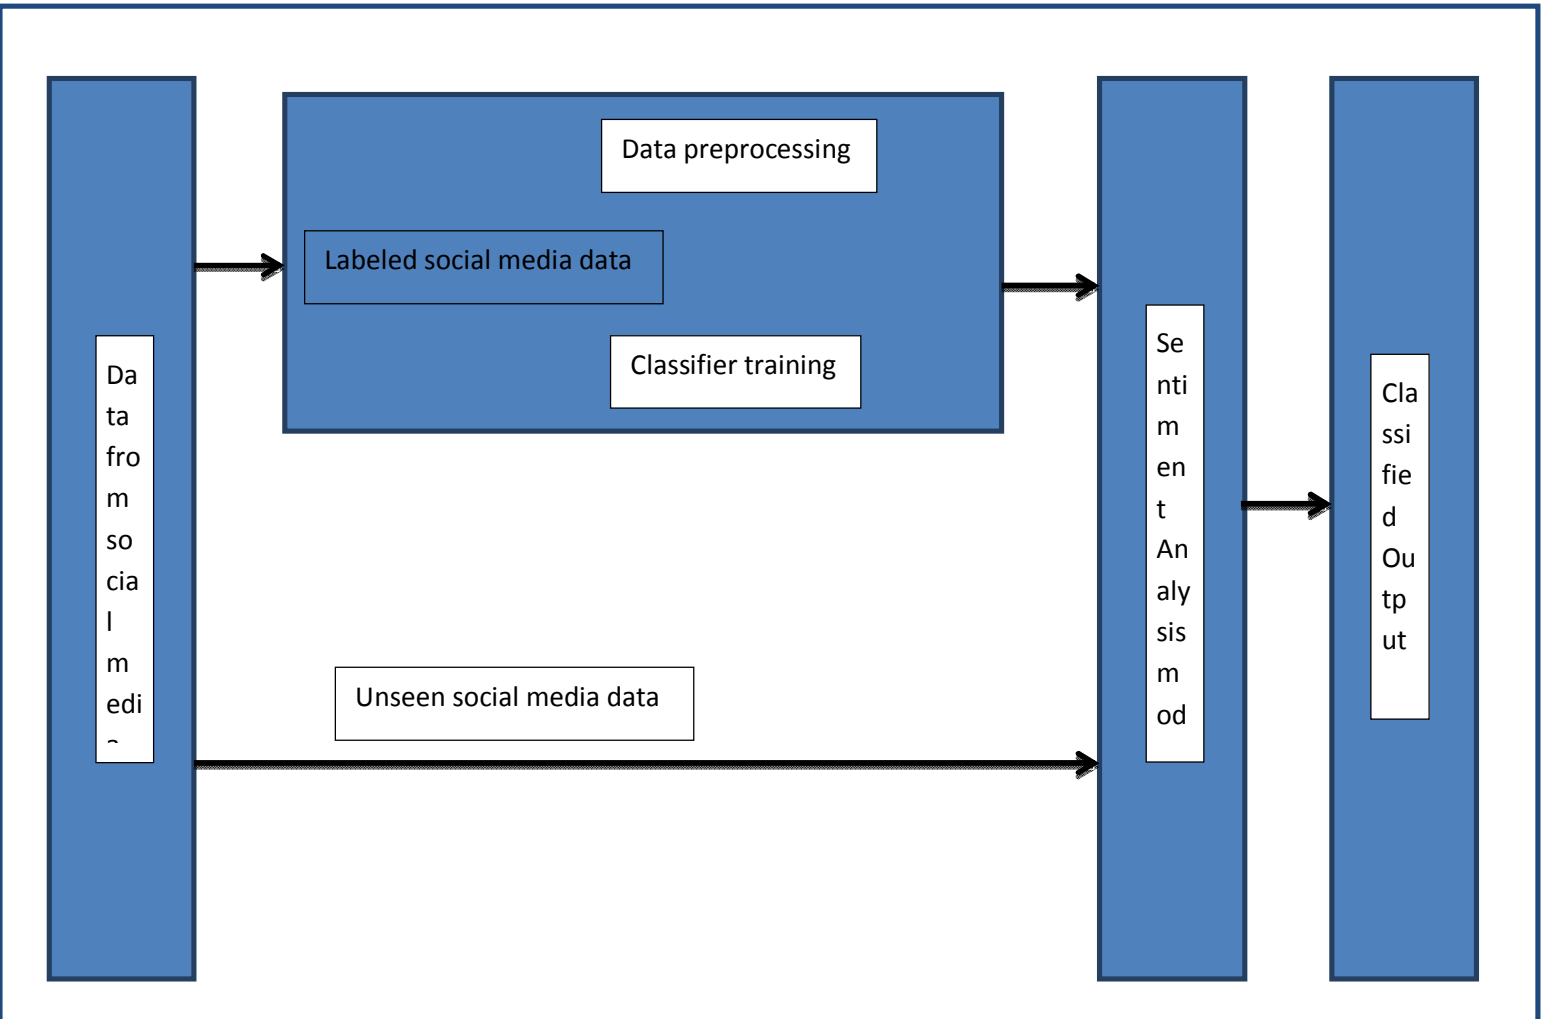 Data preprocessing
Labeled social media data
Classifier training
Da
ta
fro
m
so
cia
l
m
edi
Unseen social media data
Se
nti
m
en
t
An
aly
sis
m
od
Cla
ssi
fie
d
Ou
tp
ut